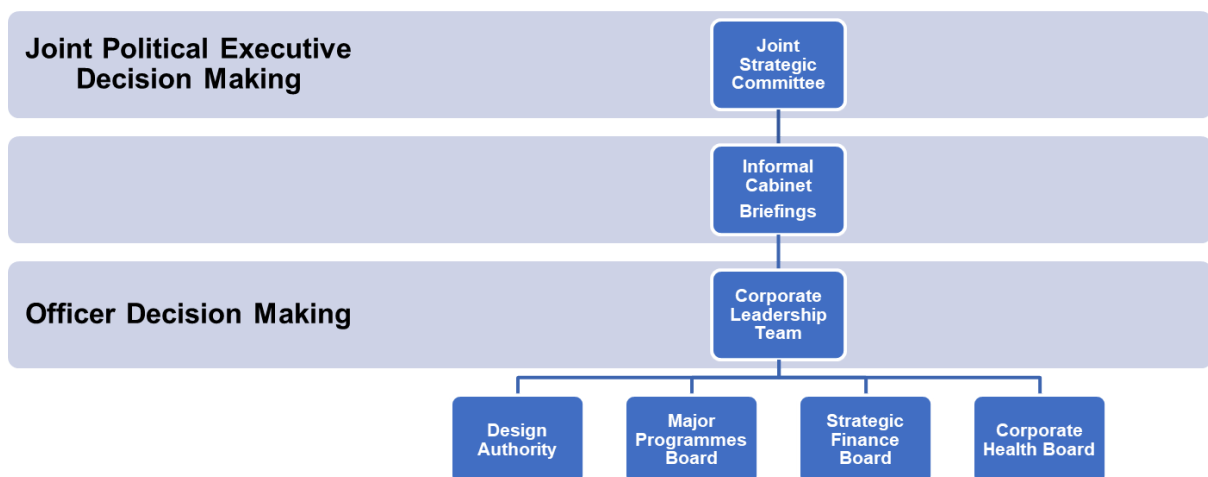 Joint Political Executive
Decision Making
Joint
Strategic
Committee
Informal
Cabinet
Briefings
Officer Decision Making
Corporate
Leadership
Team
Design
Authority
Major
Programmes
Board
Strategic
Finance
Board
Corporate
Health Board